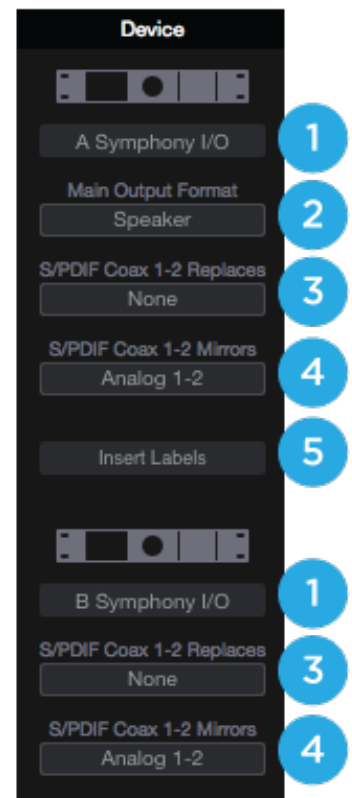 Device
A Symphony I/O
1
Main Output Format
Speaker
2
S/PDIF Coax 1-2 Replaces
None
3
S/PDIF Coax 1-2 Mirrors
Analog 1-2
4
Insert Labels
5
B Symphony I/O
1
S/PDIF Coax 1-2 Replaces
None
3
S/PDIF Coax 1-2 Mirrors
Analog 1-2
4